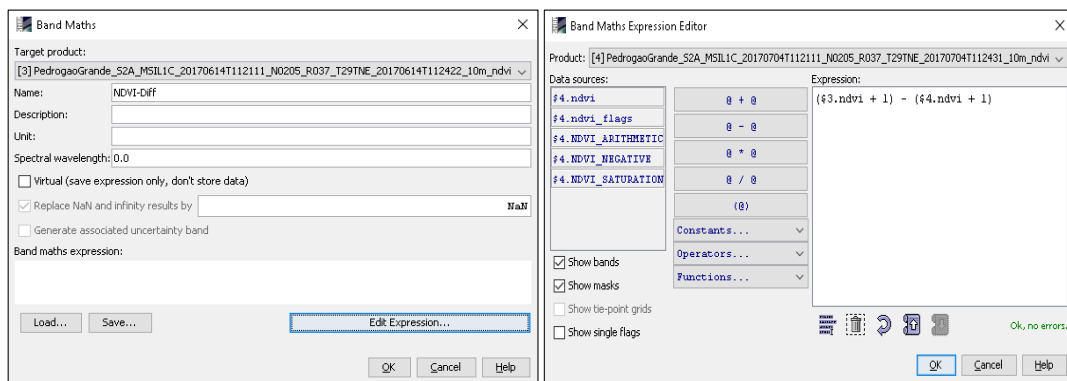 Band Maths
Target product:
[3] PedrogaoGrande_S2A_MSIL1C_20170614T112111_N0205_R037_T29TNE_20170614T112422_10m_ndvi
Name: NDVI-Diff
Description:
Unit:
Spectral wavelength: 0.0
Virtual (save expression only, don't store data)
Replace NaN and infinity results by NaN
Generate associated uncertainty band
Band maths expression:
Load... Save... Edit Expression...
OK Cancel Help
Band Maths Expression Editor
Product: [4] PedrogaoGrande_S2A_MSIL1C_20170704T112111_N0205_R037_T29TNE_20170704T112431_10m_ndvi
Data sources: Expression:
$4.ndvi @ + @ ($3.ndvi + 1) - ($4.ndvi + 1)
$4.ndvi_flags @ - @
$4.NDVI_ARITHMETIC @ * @
$4.NDVI_NEGATIVE @ / @
$4.NDVI_SATURATION (@)
Constants...
Operators...
Functions...
Show bands
Show masks
Show tie-point grids
Show single flags
Ok, no errors.
OK Cancel Help